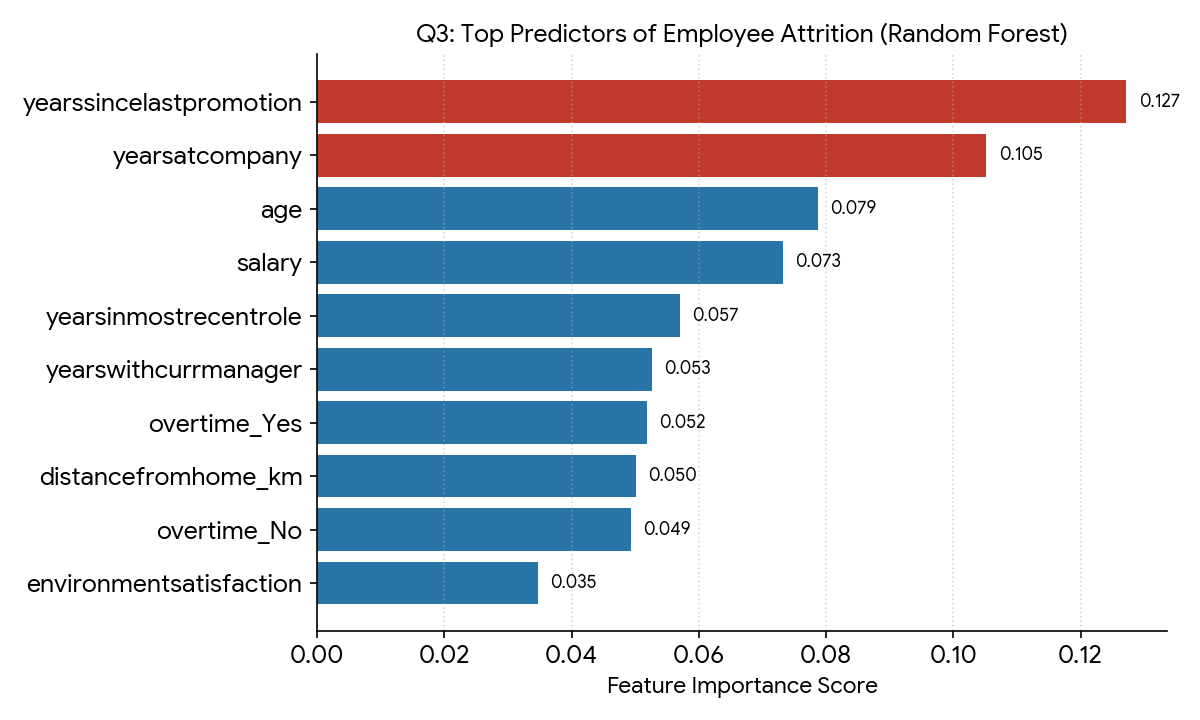 Q3: Top Predictors of Employee Attrition (Random Forest)
yearssincelastpromotion 0.127
yearsatcompany 0.105
age 0.079
salary 0.073
yearsinmostrecentrole 0.057
yearswithcurrmanager 0.053
overtime_Yes 0.052
distancefromhome_km 0.050
overtime_No 0.049
environmentsatisfaction 0.035
0.00 0.02 0.04 0.06 0.08 0.10 0.12
Feature Importance Score